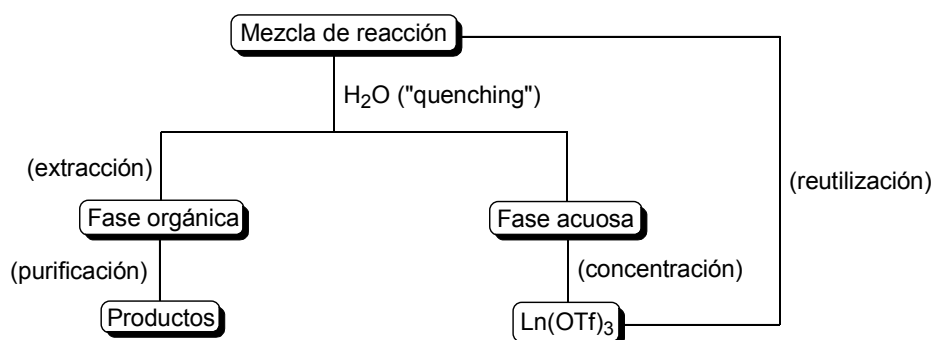 Mezcla de reacción
H₂O ("quenching")
(extracción)
(reutilización)
Fase orgánica
Fase acuosa
(purificación)
(concentración)
Productos
Ln(OTf)₃